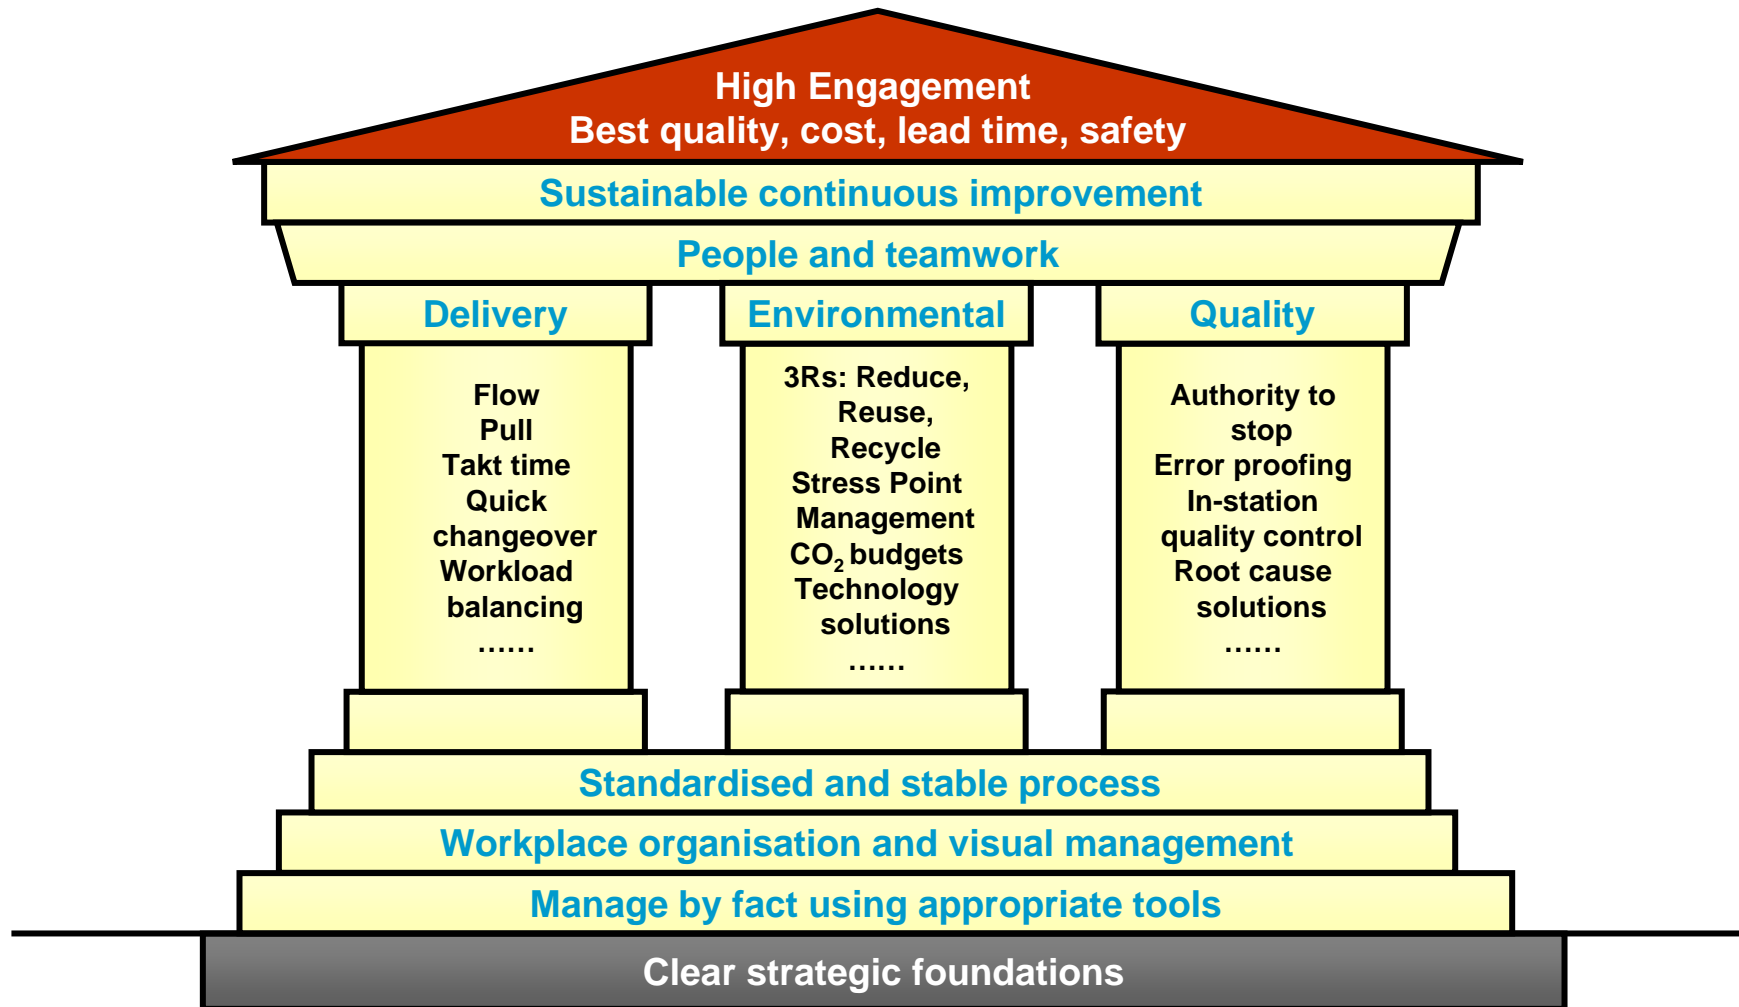 High Engagement
Best quality, cost, lead time, safety
Sustainable continuous improvement
People and teamwork
Delivery
Flow
Pull
Takt time
Quick
changeover
Workload
balancing
......
Environmental
3Rs: Reduce,
Reuse,
Recycle
Stress Point
Management
CO₂ budgets
Technology
solutions
......
Quality
Authority to
stop
Error proofing
In-station
quality control
Root cause
solutions
......
Standardised and stable process
Workplace organisation and visual management
Manage by fact using appropriate tools
Clear strategic foundations